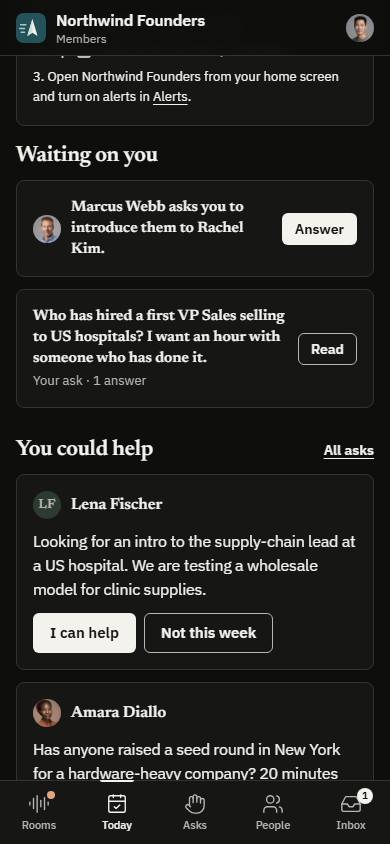 Northwind Founders
Members
3. Open Northwind Founders from your home screen
and turn on alerts in Alerts.
Waiting on you
Marcus Webb asks you to
introduce them to Rachel
Kim.
Answer
Who has hired a first VP Sales selling
to US hospitals? I want an hour with
someone who has done it.
Your ask · 1 answer
Read
You could help
All asks
LF
Lena Fischer
Looking for an intro to the supply-chain lead at
a US hospital. We are testing a wholesale
model for clinic supplies.
I can help
Not this week
Amara Diallo
Has anyone raised a seed round in New York
for a hardware-heavy company? 20 minutes
Rooms
Today
Asks
People
1
Inbox